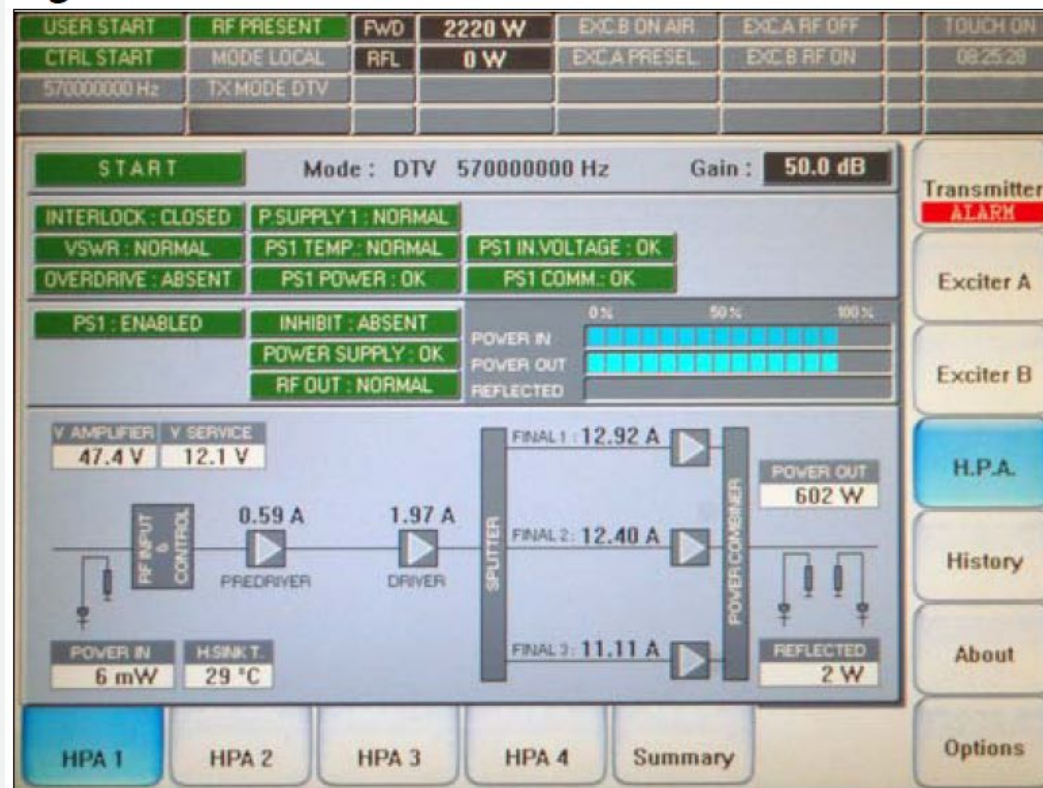 USER START RF PRESENT FWD 2220 W EXC.B ON AIR EXC.A RF OFF TOUCH ON
CTRL START MODE LOCAL RFL 0 W EXC.A PRESEL. EXC B RF ON 08:25:28
570000000 Hz TX MODE DTV
START Mode : DTV 570000000 Hz Gain : 50.0 dB
INTERLOCK : CLOSED P.SUPPLY 1 : NORMAL
VSWR : NORMAL PS1 TEMP.: NORMAL PS1 IN.VOLTAGE : OK
OVERDRIVE : ABSENT PS1 POWER : OK PS1 COMM.: OK
PS1 : ENABLED INHIBIT : ABSENT
POWER SUPPLY : OK
RF OUT : NORMAL
0% 50% 100%
POWER IN
POWER OUT
REFLECTED
V AMPLIFIER V SERVICE
47.4 V 12.1 V
RF INPUT & CONTROL
0.59 A
PREDRIVER
1.97 A
DRIVER
SPLITTER
FINAL 1 : 12.92 A
FINAL 2 : 12.40 A
FINAL 3 : 11.11 A
POWER COMBINER
POWER OUT
602 W
REFLECTED
2 W
POWER IN H.SINK T.
6 mW 29 °C
Transmitter
ALARM
Exciter A
Exciter B
H.P.A.
History
About
Options
HPA 1 HPA 2 HPA 3 HPA 4 Summary